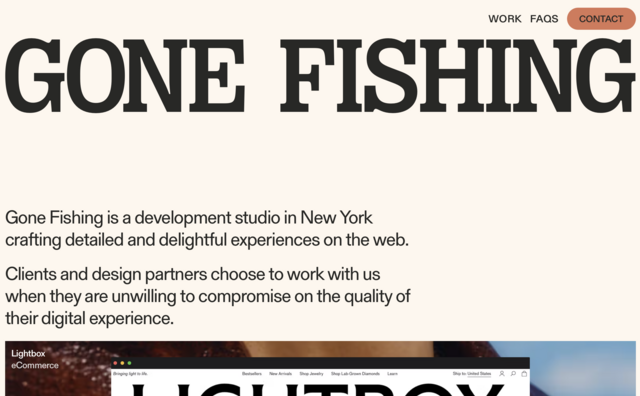 WORK FAQS CONTACT
GONE FISHING
Gone Fishing is a development studio in New York
crafting detailed and delightful experiences on the web.
Clients and design partners choose to work with us
when they are unwilling to compromise on the quality of
their digital experience.
Lightbox
eCommerce
Bringing light to life Bestsellers New Arrivals Shop Jewelry Shop Lab-Grown Diamonds Learn Ship to: United States
LIGHTBOX